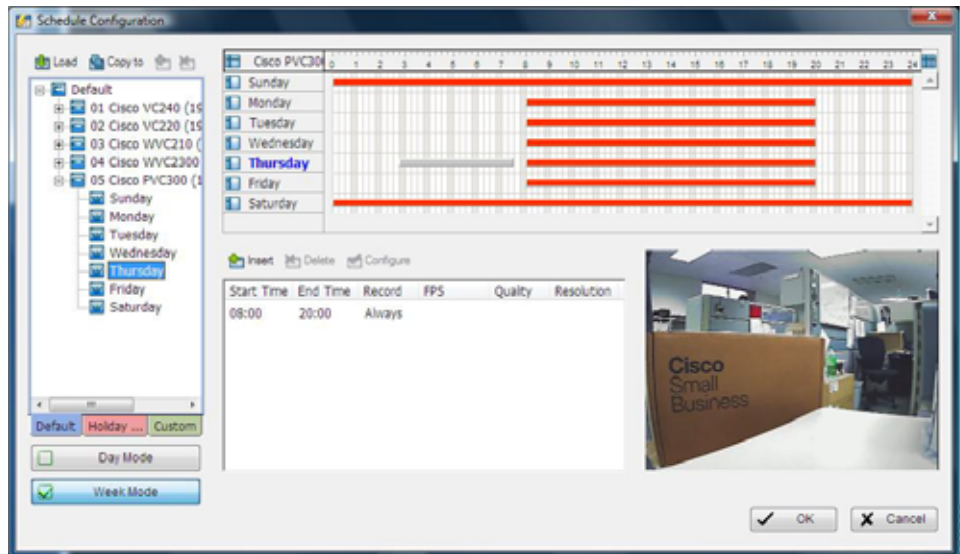 Schedule Configuration
Load Copy to
Default
01 Cisco VC240 (19
02 Cisco VC220 (19
03 Cisco WVC210 (
04 Cisco WVC2300
05 Cisco PVC300 (1
Sunday
Monday
Tuesday
Wednesday
Thursday
Friday
Saturday
Default Holiday ... Custom
Day Mode
Week Mode
Cisco PVC30 0 1 2 3 4 5 6 7 8 9 10 11 12 13 14 15 16 17 18 19 20 21 22 23 24
Sunday
Monday
Tuesday
Wednesday
Thursday
Friday
Saturday
Insert Delete Configure
Start Time End Time Record FPS Quality Resolution
08:00 20:00 Always
Cisco
Small
Business
OK Cancel